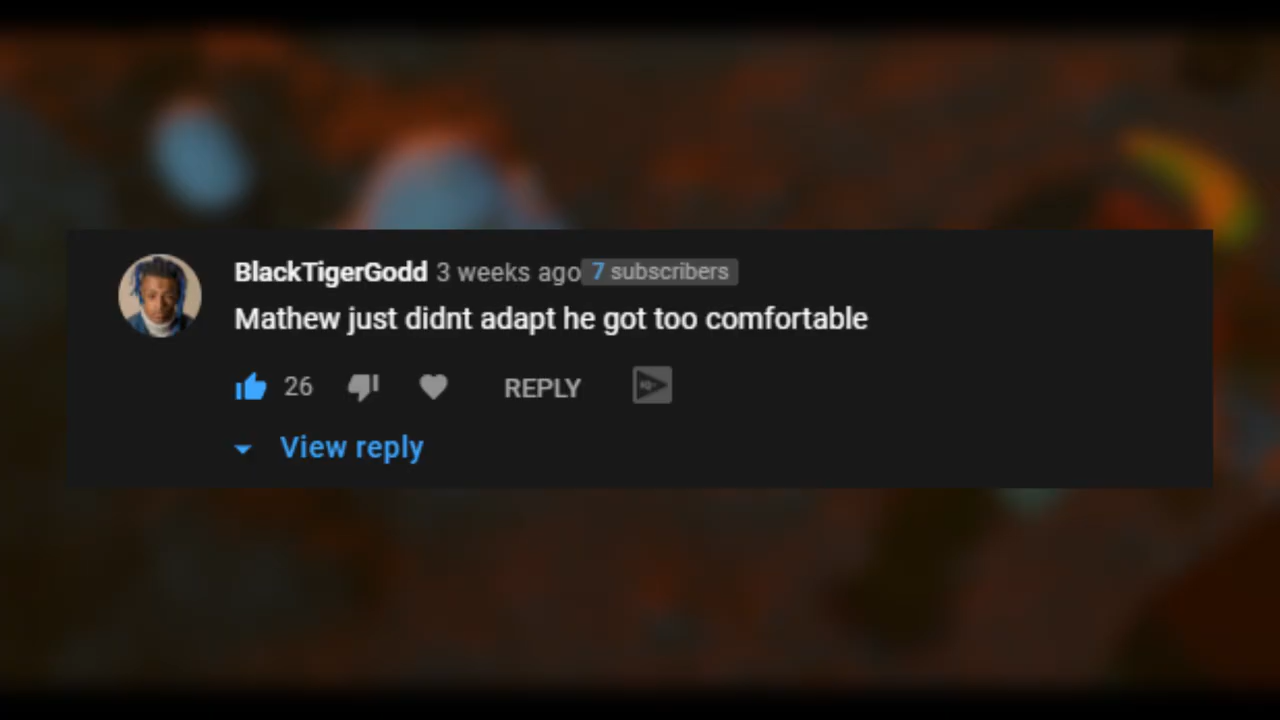 BlackTigerGodd 3 weeks ago 7 subscribers
Mathew just didnt adapt he got too comfortable
26 REPLY
View reply